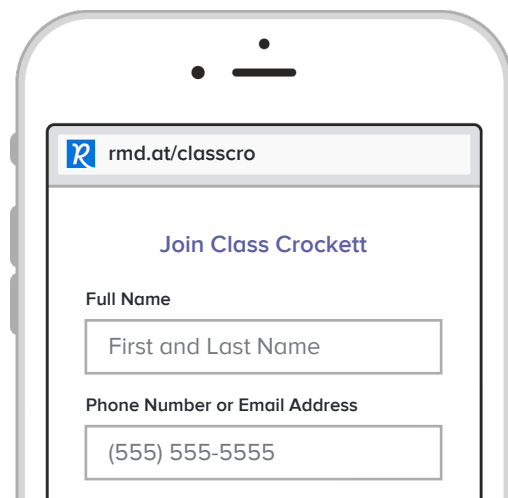 R rmd.at/classcro
Join Class Crockett
Full Name
First and Last Name
Phone Number or Email Address
(555) 555-5555